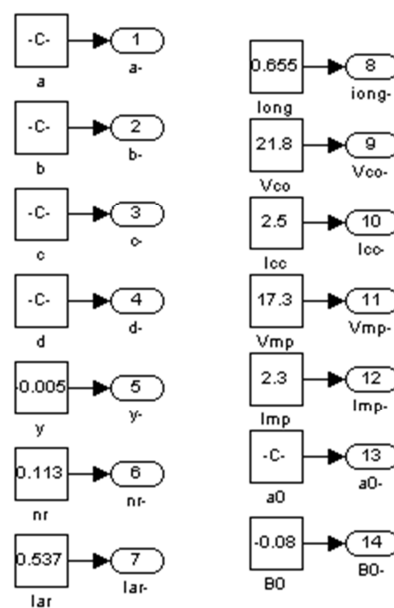 -C-
1
a
a-
-C-
2
b
b-
-C-
3
c
c-
-C-
4
d
d-
-0.005
5
y
y-
0.113
6
nr
nr-
0.537
7
lar
lar-
0.655
8
long
iong-
21.8
9
Vco
Vco-
2.5
10
Icc
Icc-
17.3
11
Vmp
Vmp-
2.3
12
Imp
Imp-
-C-
13
a0
a0-
-0.08
14
B0
B0-